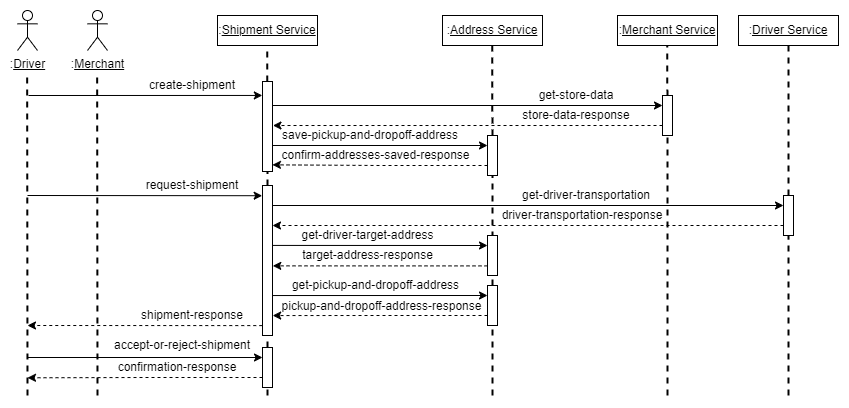 :Shipment Service
:Address Service
:Merchant Service
:Driver Service
:Driver
:Merchant
create-shipment
get-store-data
store-data-response
save-pickup-and-dropoff-address
confirm-addresses-saved-response
request-shipment
get-driver-transportation
driver-transportation-response
get-driver-target-address
target-address-response
get-pickup-and-dropoff-address
pickup-and-dropoff-address-response
shipment-response
accept-or-reject-shipment
confirmation-response